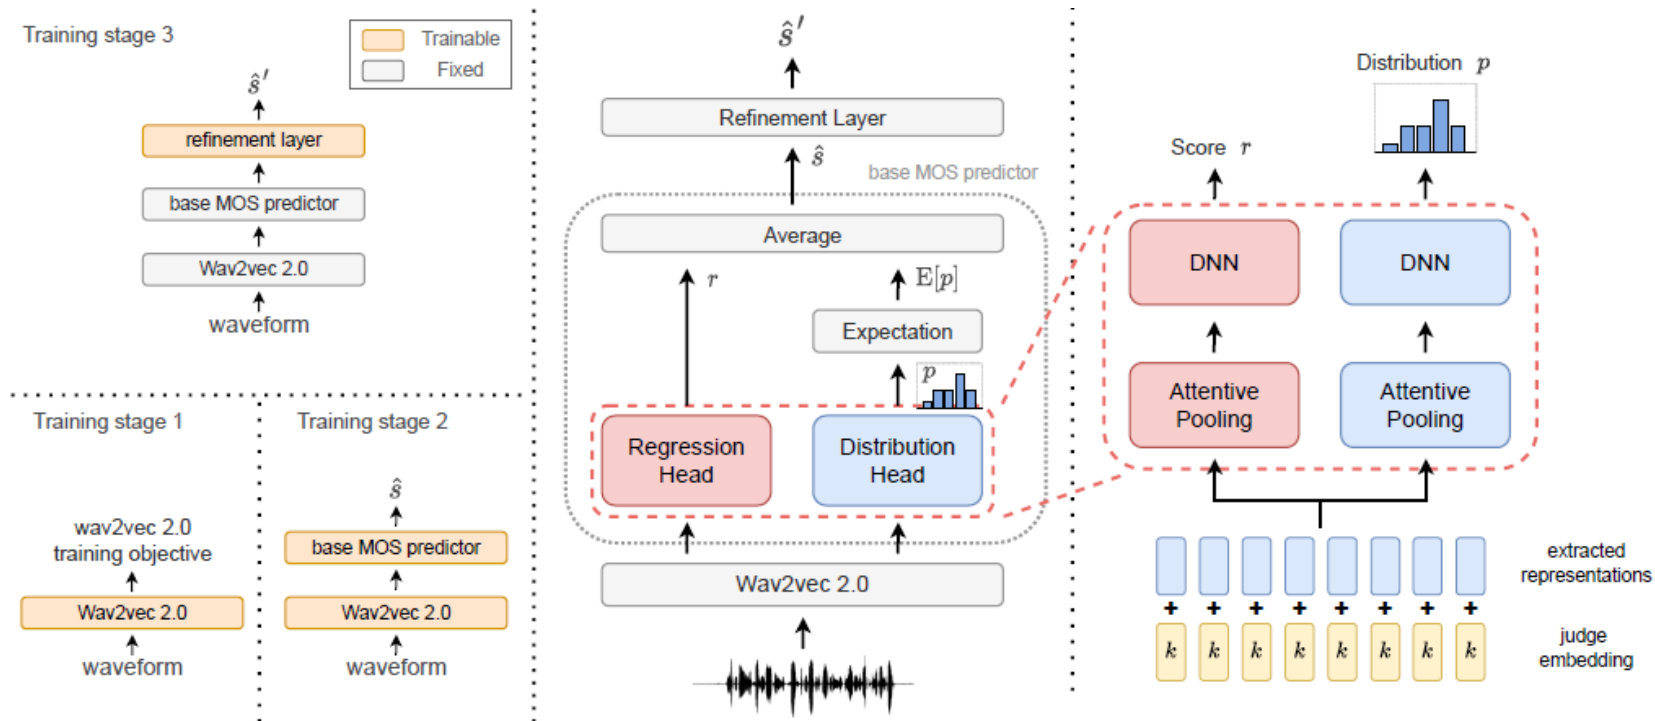 Training stage 3
Trainable
Fixed
ŝ′
refinement layer
base MOS predictor
Wav2vec 2.0
waveform
Training stage 1
wav2vec 2.0
training objective
Wav2vec 2.0
waveform
Training stage 2
ŝ
base MOS predictor
Wav2vec 2.0
waveform
ŝ′
Refinement Layer
ŝ
base MOS predictor
Average
r
E[p]
Expectation
p
Regression
Head
Distribution
Head
Wav2vec 2.0
Distribution p
Score r
DNN
DNN
Attentive
Pooling
Attentive
Pooling
extracted
representations
+ + + + + + + +
k k k k k k k k
judge
embedding